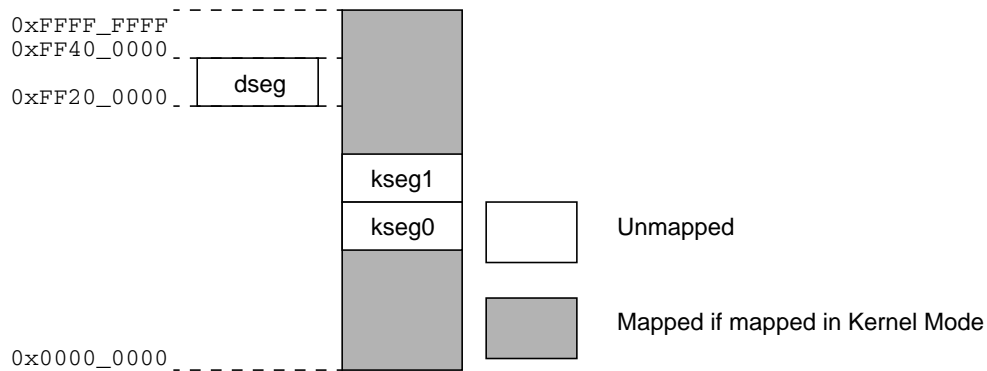 0xFFFF_FFFF
0xFF40_0000
dseg
0xFF20_0000
kseg1
kseg0
Unmapped
Mapped if mapped in Kernel Mode
0x0000_0000